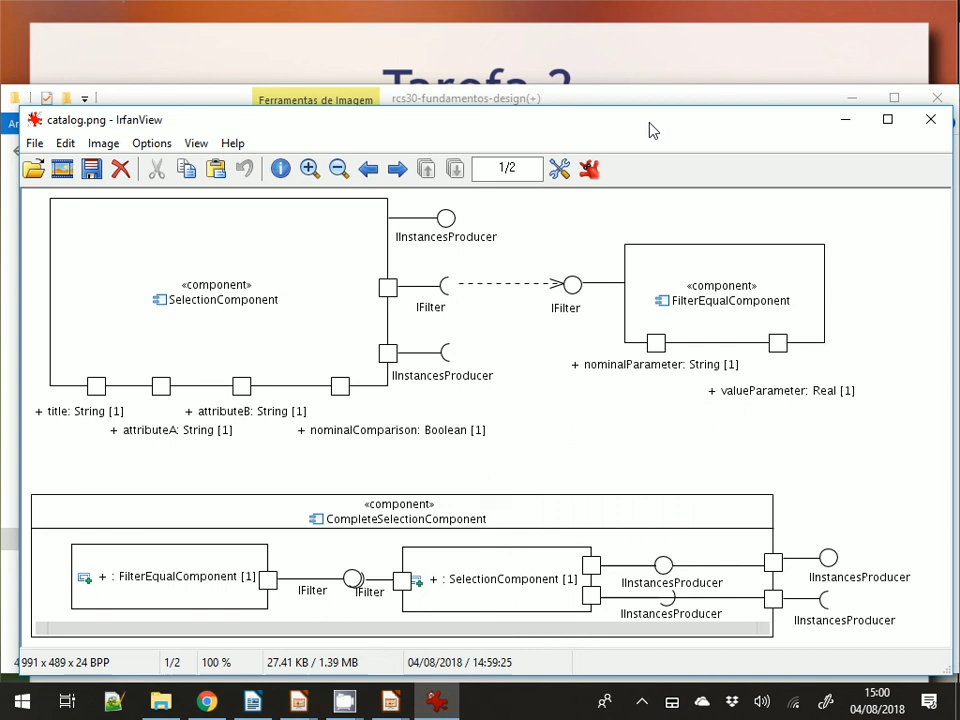 Tarefa 2
Ferramentas de Imagem
rcs30-fundamentos-design(+)
catalog.png - IrfanView
File Edit Image Options View Help
1/2
IInstancesProducer
«component»
SelectionComponent
IFilter
IFilter
«component»
FilterEqualComponent
IInstancesProducer
+ nominalParameter: String [1]
+ valueParameter: Real [1]
+ title: String [1]
+ attributeB: String [1]
+ attributeA: String [1]
+ nominalComparison: Boolean [1]
«component»
CompleteSelectionComponent
+ : FilterEqualComponent [1]
IFilter
IFilter
+ : SelectionComponent [1]
IInstancesProducer
IInstancesProducer
IInstancesProducer
IInstancesProducer
991 x 489 x 24 BPP
1/2
100 %
27.41 KB / 1.39 MB
04/08/2018 / 14:59:25
15:00
04/08/2018